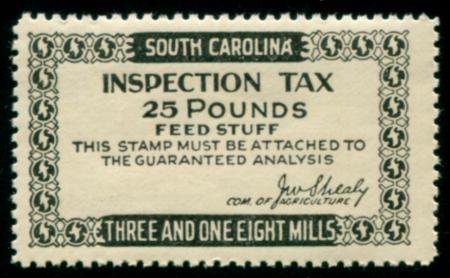 SOUTH CAROLINA
INSPECTION TAX
25 POUNDS
FEED STUFF
THIS STAMP MUST BE ATTACHED TO
THE GUARANTEED ANALYSIS
JWShealy
COM. OF AGRICULTURE
THREE AND ONE EIGHT MILLS